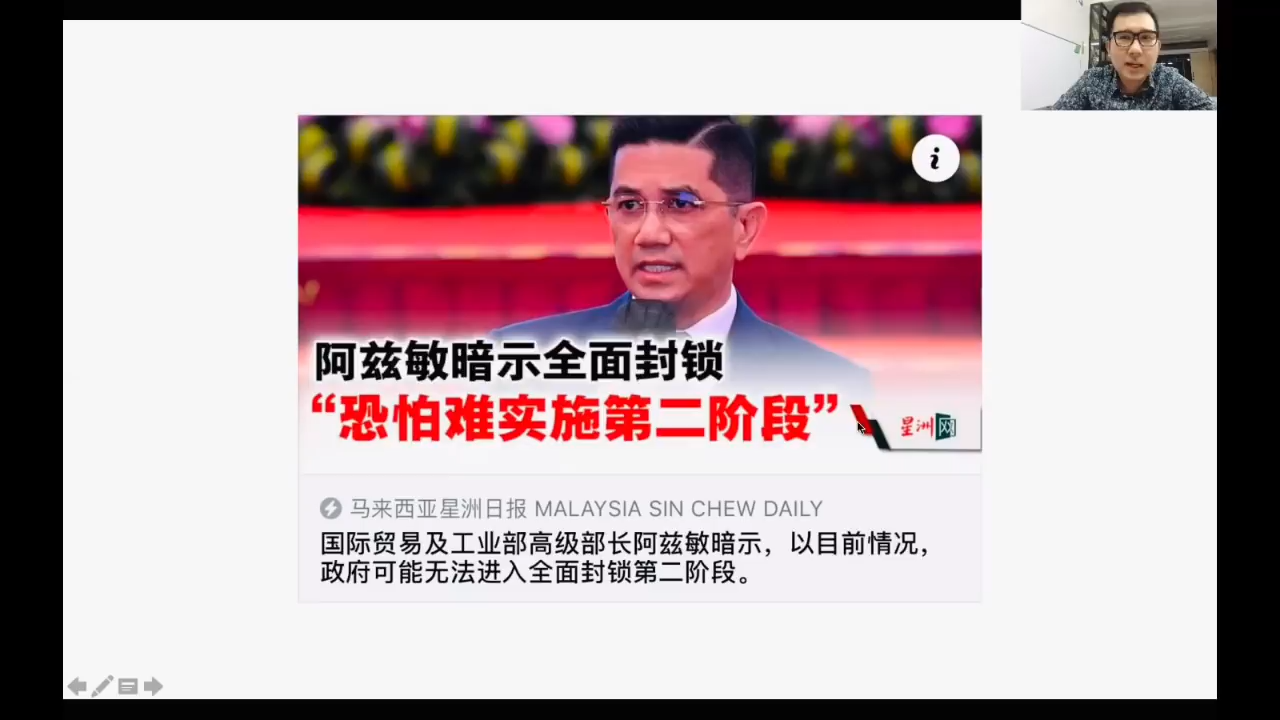 阿兹敏暗示全面封锁
“恐怕难实施第二阶段”
星洲网
马来西亚星洲日报 MALAYSIA SIN CHEW DAILY
国际贸易及工业部高级部长阿兹敏暗示，以目前情况，
政府可能无法进入全面封锁第二阶段。